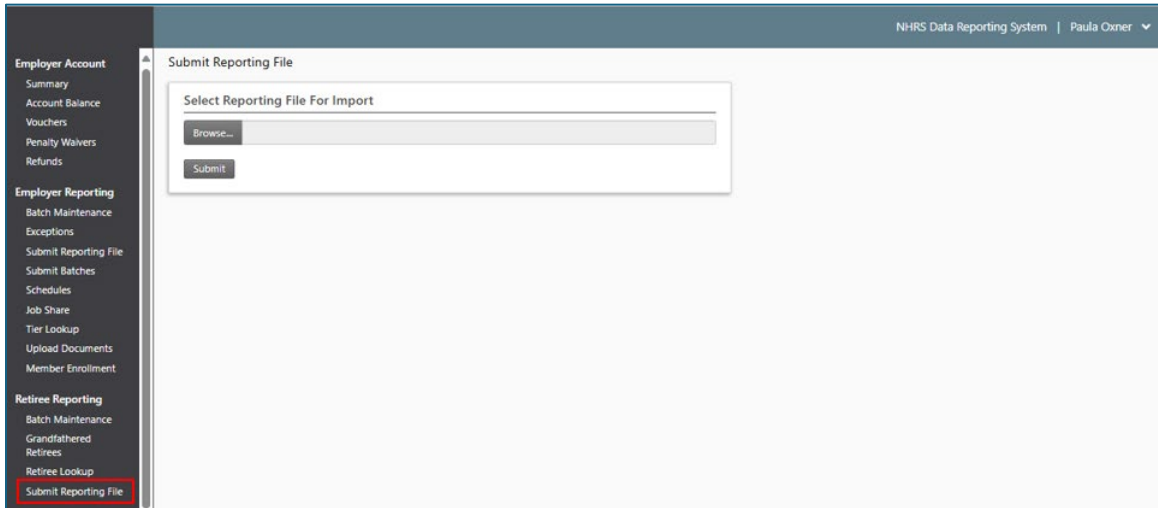 NHRS Data Reporting System | Paula Oxner
Employer Account
Summary
Account Balance
Vouchers
Penalty Waivers
Refunds
Employer Reporting
Batch Maintenance
Exceptions
Submit Reporting File
Submit Batches
Schedules
Job Share
Tier Lookup
Upload Documents
Member Enrollment
Retiree Reporting
Batch Maintenance
Grandfathered
Retirees
Retiree Lookup
Submit Reporting File
Submit Reporting File
Select Reporting File For Import
Browse...
Submit